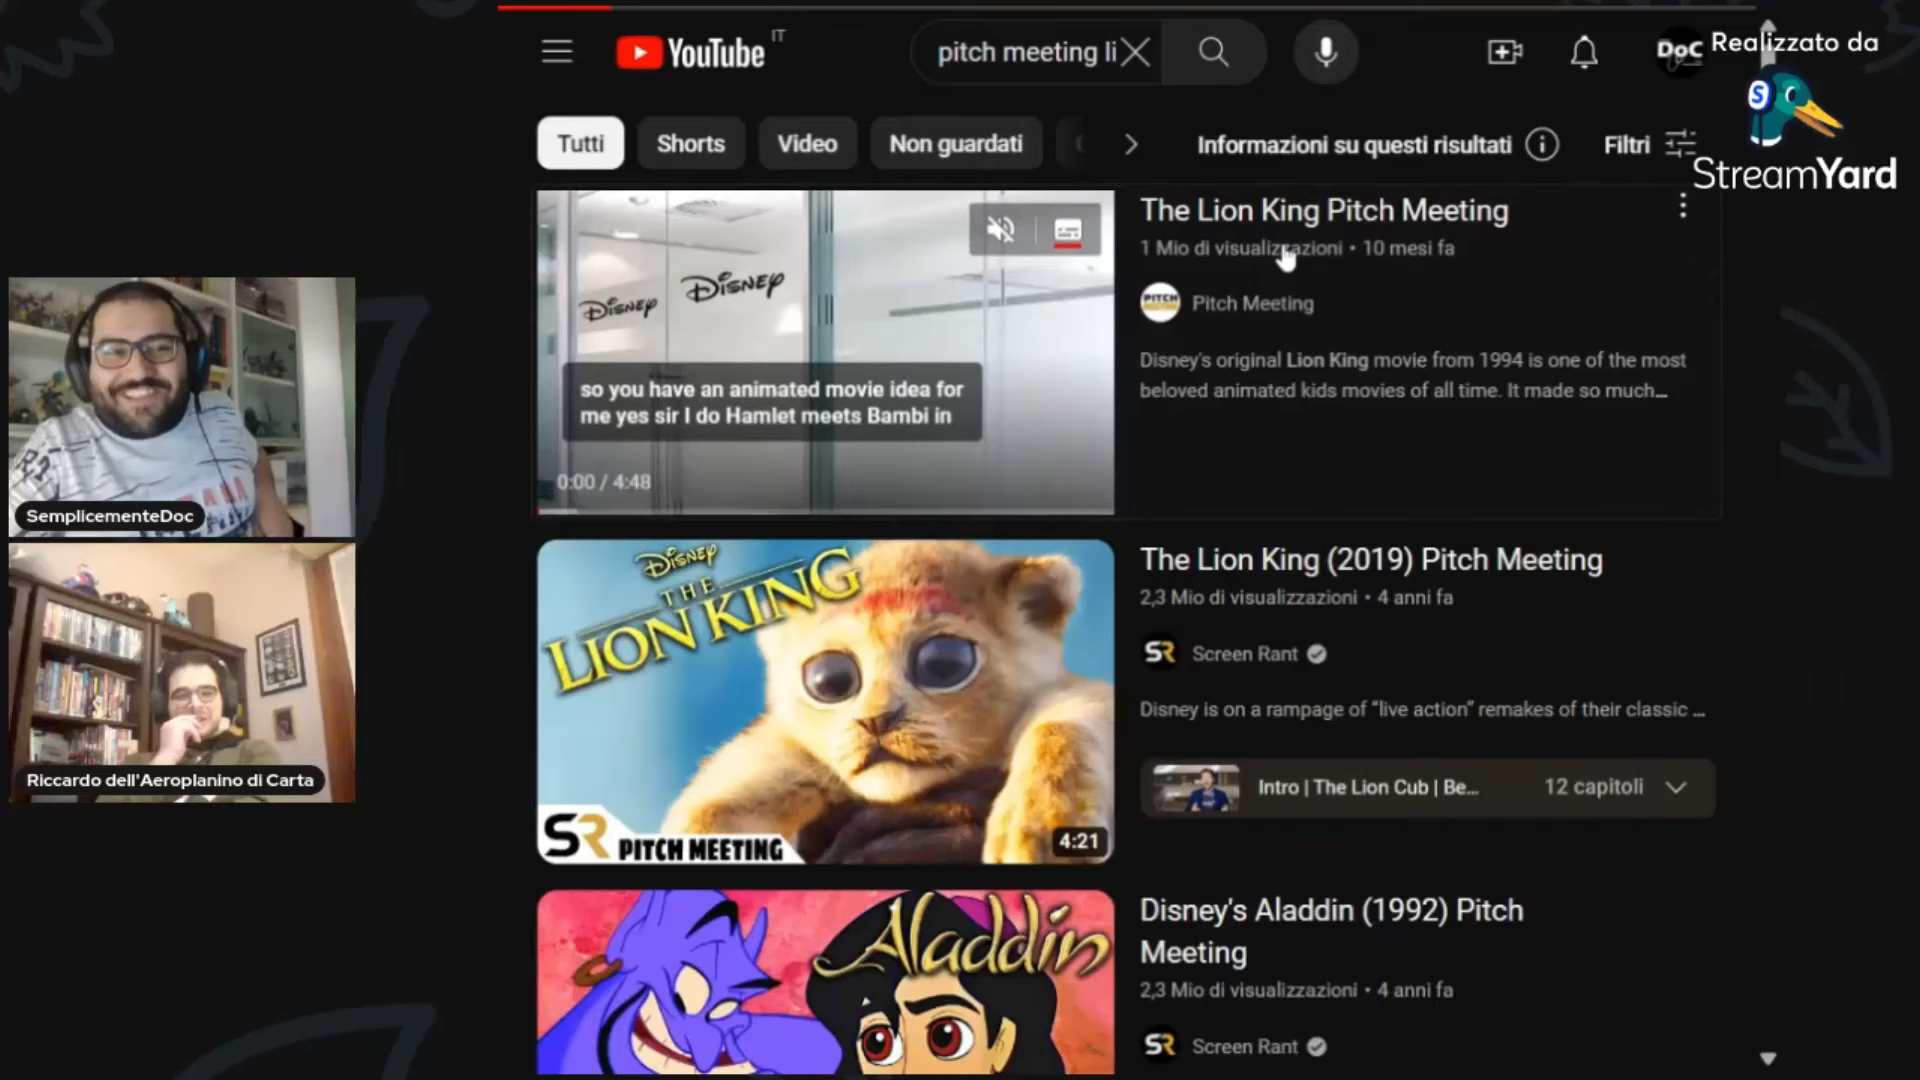 YouTube
IT
pitch meeting li
DoC
Realizzato da
StreamYard
Tutti
Shorts
Video
Non guardati
Informazioni su questi risultati
Filtri
Disney
Disney
so you have an animated movie idea for
me yes sir I do Hamlet meets Bambi in
0:00 / 4:48
The Lion King Pitch Meeting
1 Mio di visualizzazioni • 10 mesi fa
PITCH
MEETING
Pitch Meeting
Disney's original Lion King movie from 1994 is one of the most
beloved animated kids movies of all time. It made so much...
SemplicementeDoc
Riccardo dell'Aeroplanino di Carta
Disney
THE
LION KING
SR PITCH MEETING
4:21
The Lion King (2019) Pitch Meeting
2,3 Mio di visualizzazioni • 4 anni fa
SR
Screen Rant
Disney is on a rampage of “live action” remakes of their classic ...
Intro | The Lion Cub | Be...
12 capitoli
Aladdin
Disney's Aladdin (1992) Pitch
Meeting
2,3 Mio di visualizzazioni • 4 anni fa
SR
Screen Rant